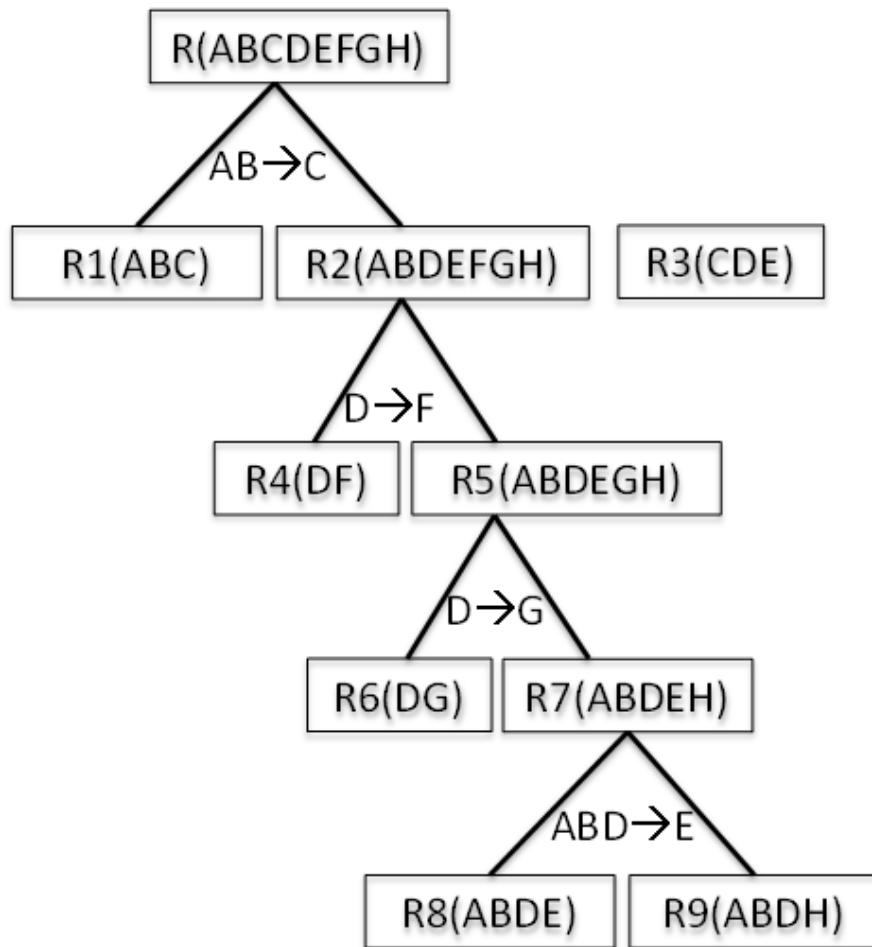 R(ABCDEFGH)
AB→C
R1(ABC) R2(ABDEFGH) R3(CDE)
D→F
R4(DF) R5(ABDEGH)
D→G
R6(DG) R7(ABDEH)
ABD→E
R8(ABDE) R9(ABDH)